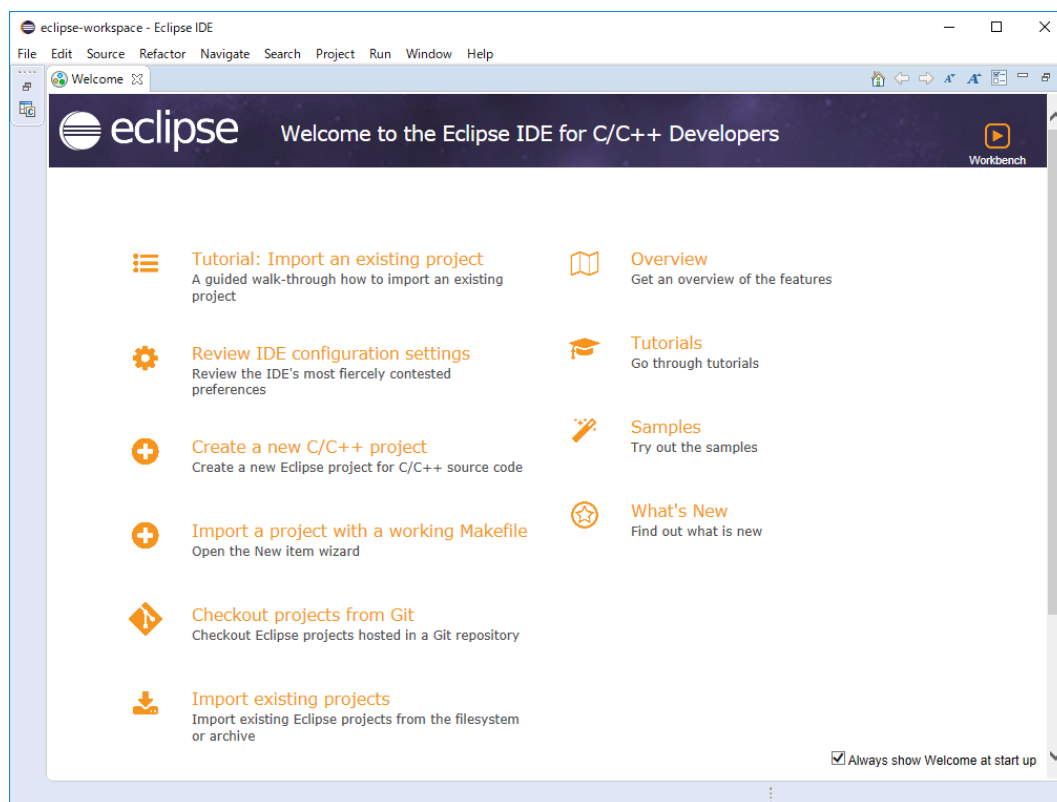 eclipse-workspace - Eclipse IDE
File Edit Source Refactor Navigate Search Project Run Window Help
Welcome
eclipse Welcome to the Eclipse IDE for C/C++ Developers
Workbench
Tutorial: Import an existing project
A guided walk-through how to import an existing
project
Review IDE configuration settings
Review the IDE's most fiercely contested
preferences
Create a new C/C++ project
Create a new Eclipse project for C/C++ source code
Import a project with a working Makefile
Open the New item wizard
Checkout projects from Git
Checkout Eclipse projects hosted in a Git repository
Import existing projects
Import existing Eclipse projects from the filesystem
or archive
Overview
Get an overview of the features
Tutorials
Go through tutorials
Samples
Try out the samples
What's New
Find out what is new
Always show Welcome at start up